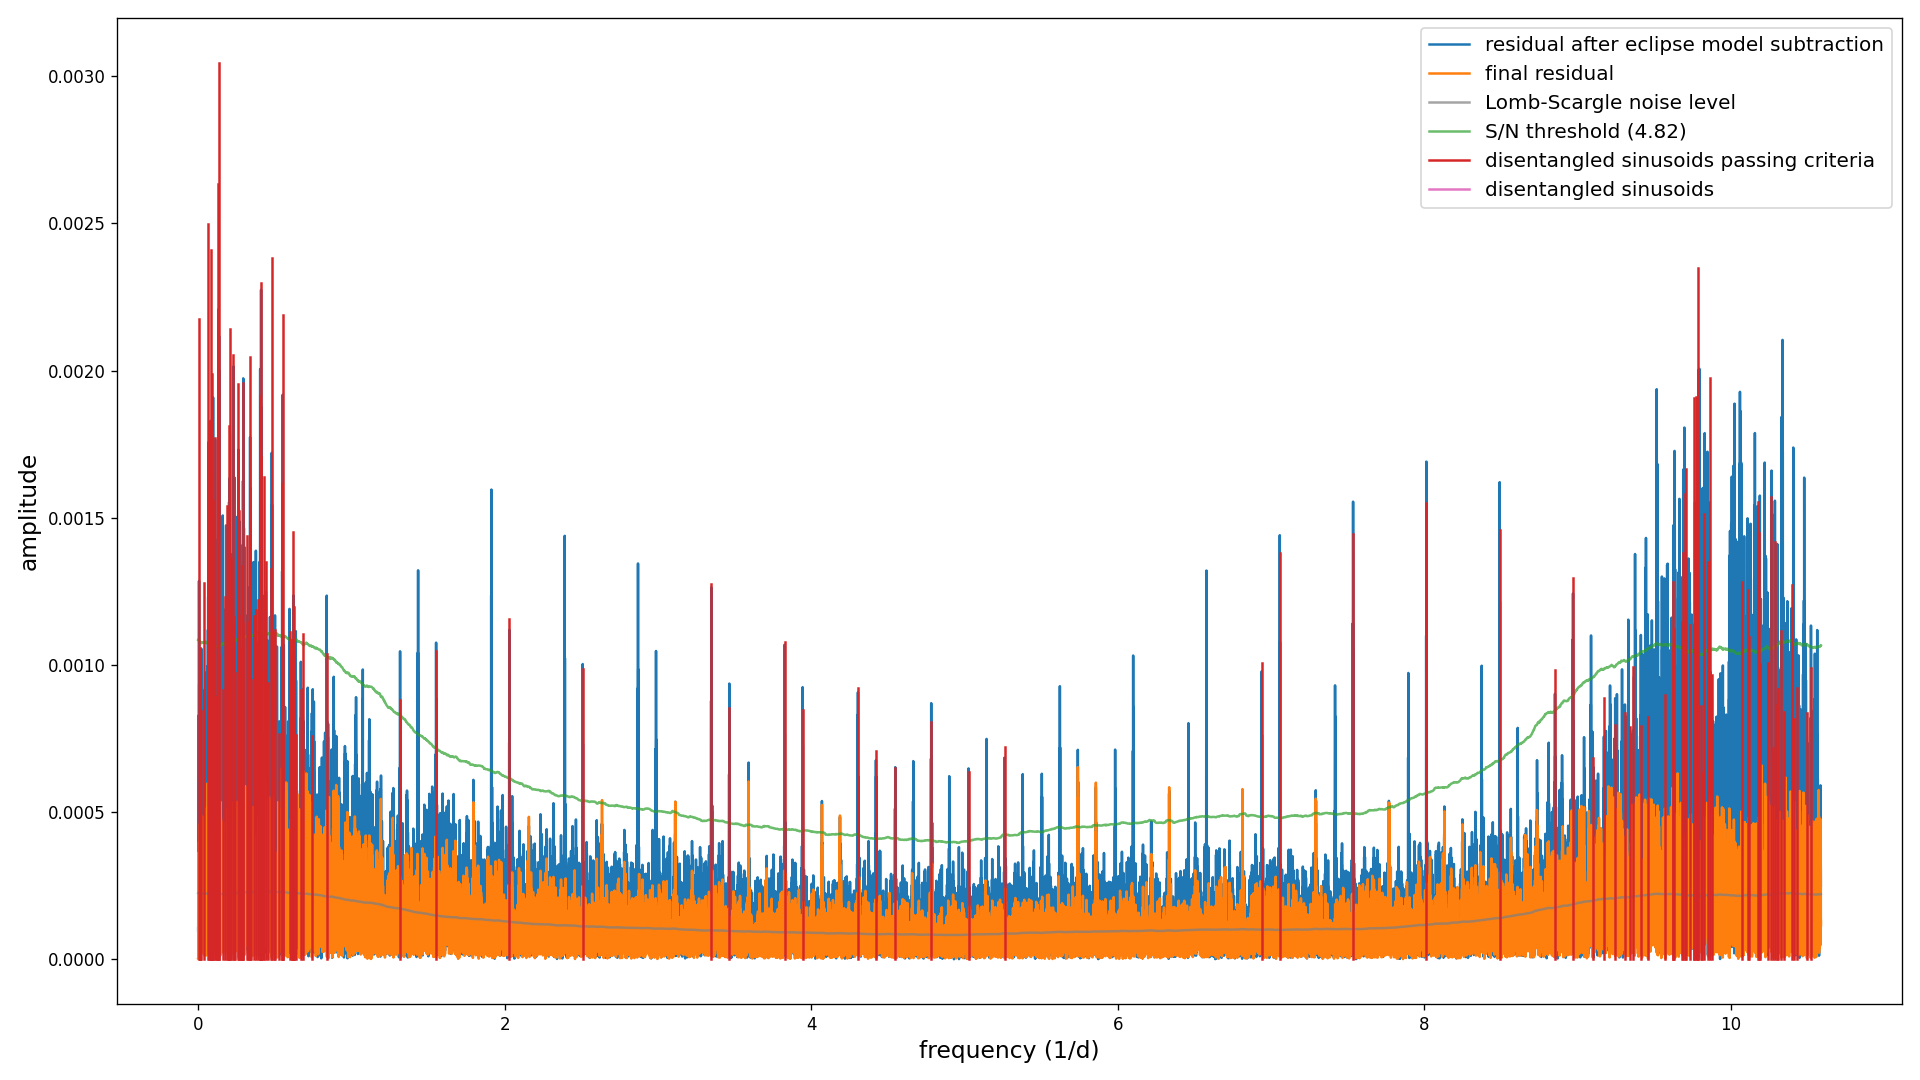 residual after eclipse model subtraction
final residual
Lomb-Scargle noise level
S/N threshold (4.82)
disentangled sinusoids passing criteria
disentangled sinusoids
amplitude
0.0030
0.0025
0.0020
0.0015
0.0010
0.0005
0.0000
0 2 4 6 8 10
frequency (1/d)